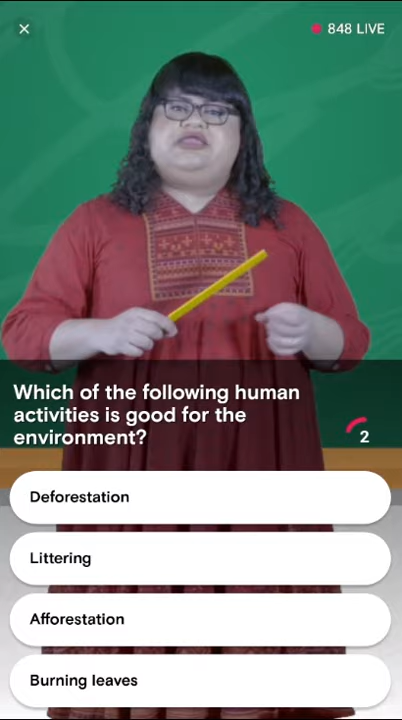 848 LIVE
Which of the following human
activities is good for the
environment?
2
Deforestation
Littering
Afforestation
Burning leaves